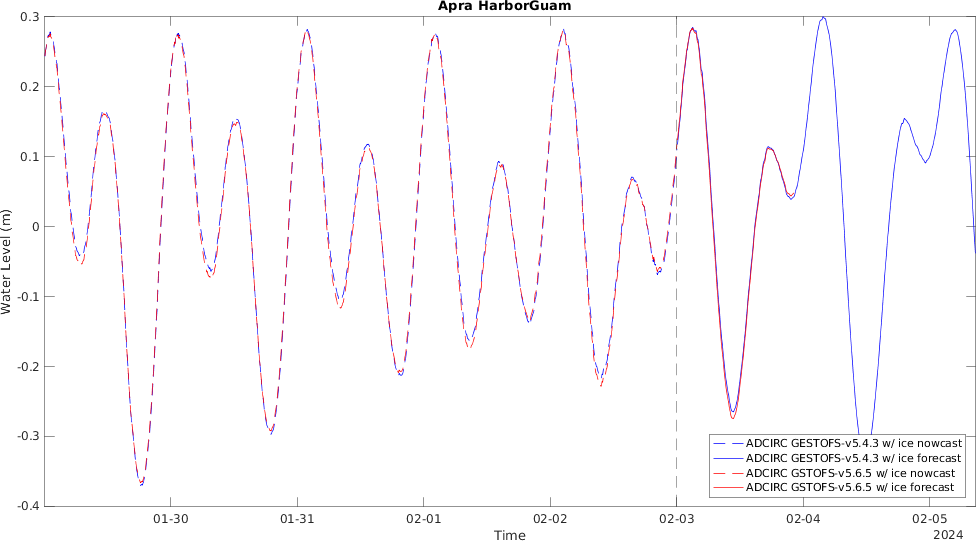 Apra HarborGuam
0.3
0.2
0.1
0
-0.1
-0.2
-0.3
-0.4
Water Level (m)
01-30
01-31
02-01
02-02
02-03
02-04
02-05
Time
2024
ADCIRC GESTOFS-v5.4.3 w/ ice nowcast
ADCIRC GESTOFS-v5.4.3 w/ ice forecast
ADCIRC GSTOFS-v5.6.5 w/ ice nowcast
ADCIRC GSTOFS-v5.6.5 w/ ice forecast